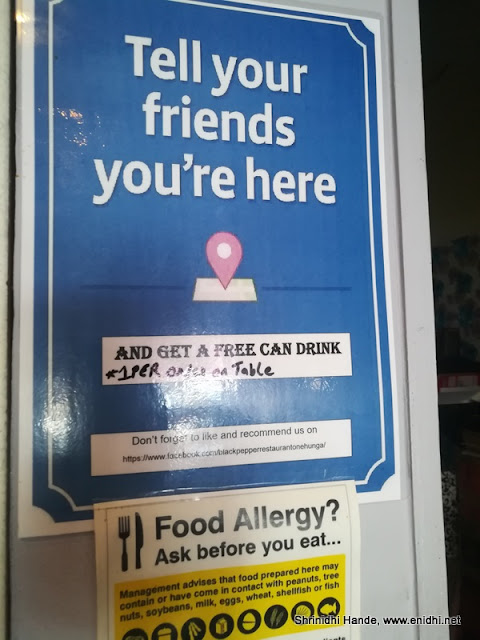 Tell your
friends
you're here
AND GET A FREE CAN DRINK
*1PER order on Table
Don't forget to like and recommend us on
https://www.facebook.com/blackpepperrestaurantonehunga/
Food Allergy?
Ask before you eat...
Management advises that food prepared here may
contain or have come in contact with peanuts, tree
nuts, soybeans, milk, eggs, wheat, shellfish or fish
Shrinidhi Hande, www.enidhi.net